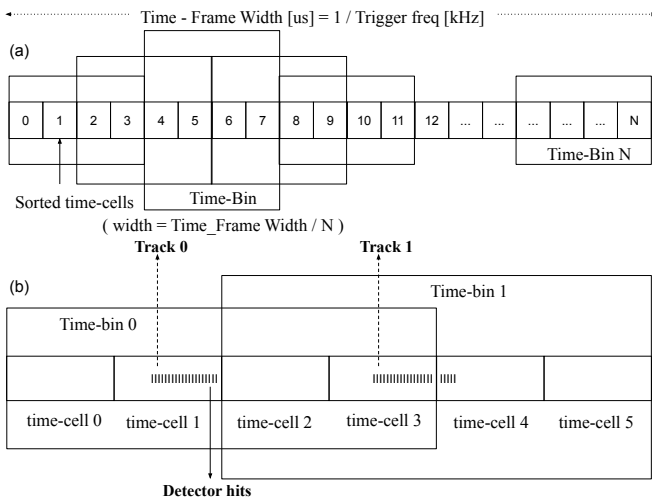 Time - Frame Width [us] = 1 / Trigger freq [kHz]
(a)
0 1 2 3 4 5 6 7 8 9 10 11 12 ... ... ... ... ... N
Time-Bin N
Sorted time-cells
Time-Bin
( width = Time_Frame Width / N )
Track 0 Track 1
(b)
Time-bin 1
Time-bin 0
time-cell 0 time-cell 1 time-cell 2 time-cell 3 time-cell 4 time-cell 5
Detector hits